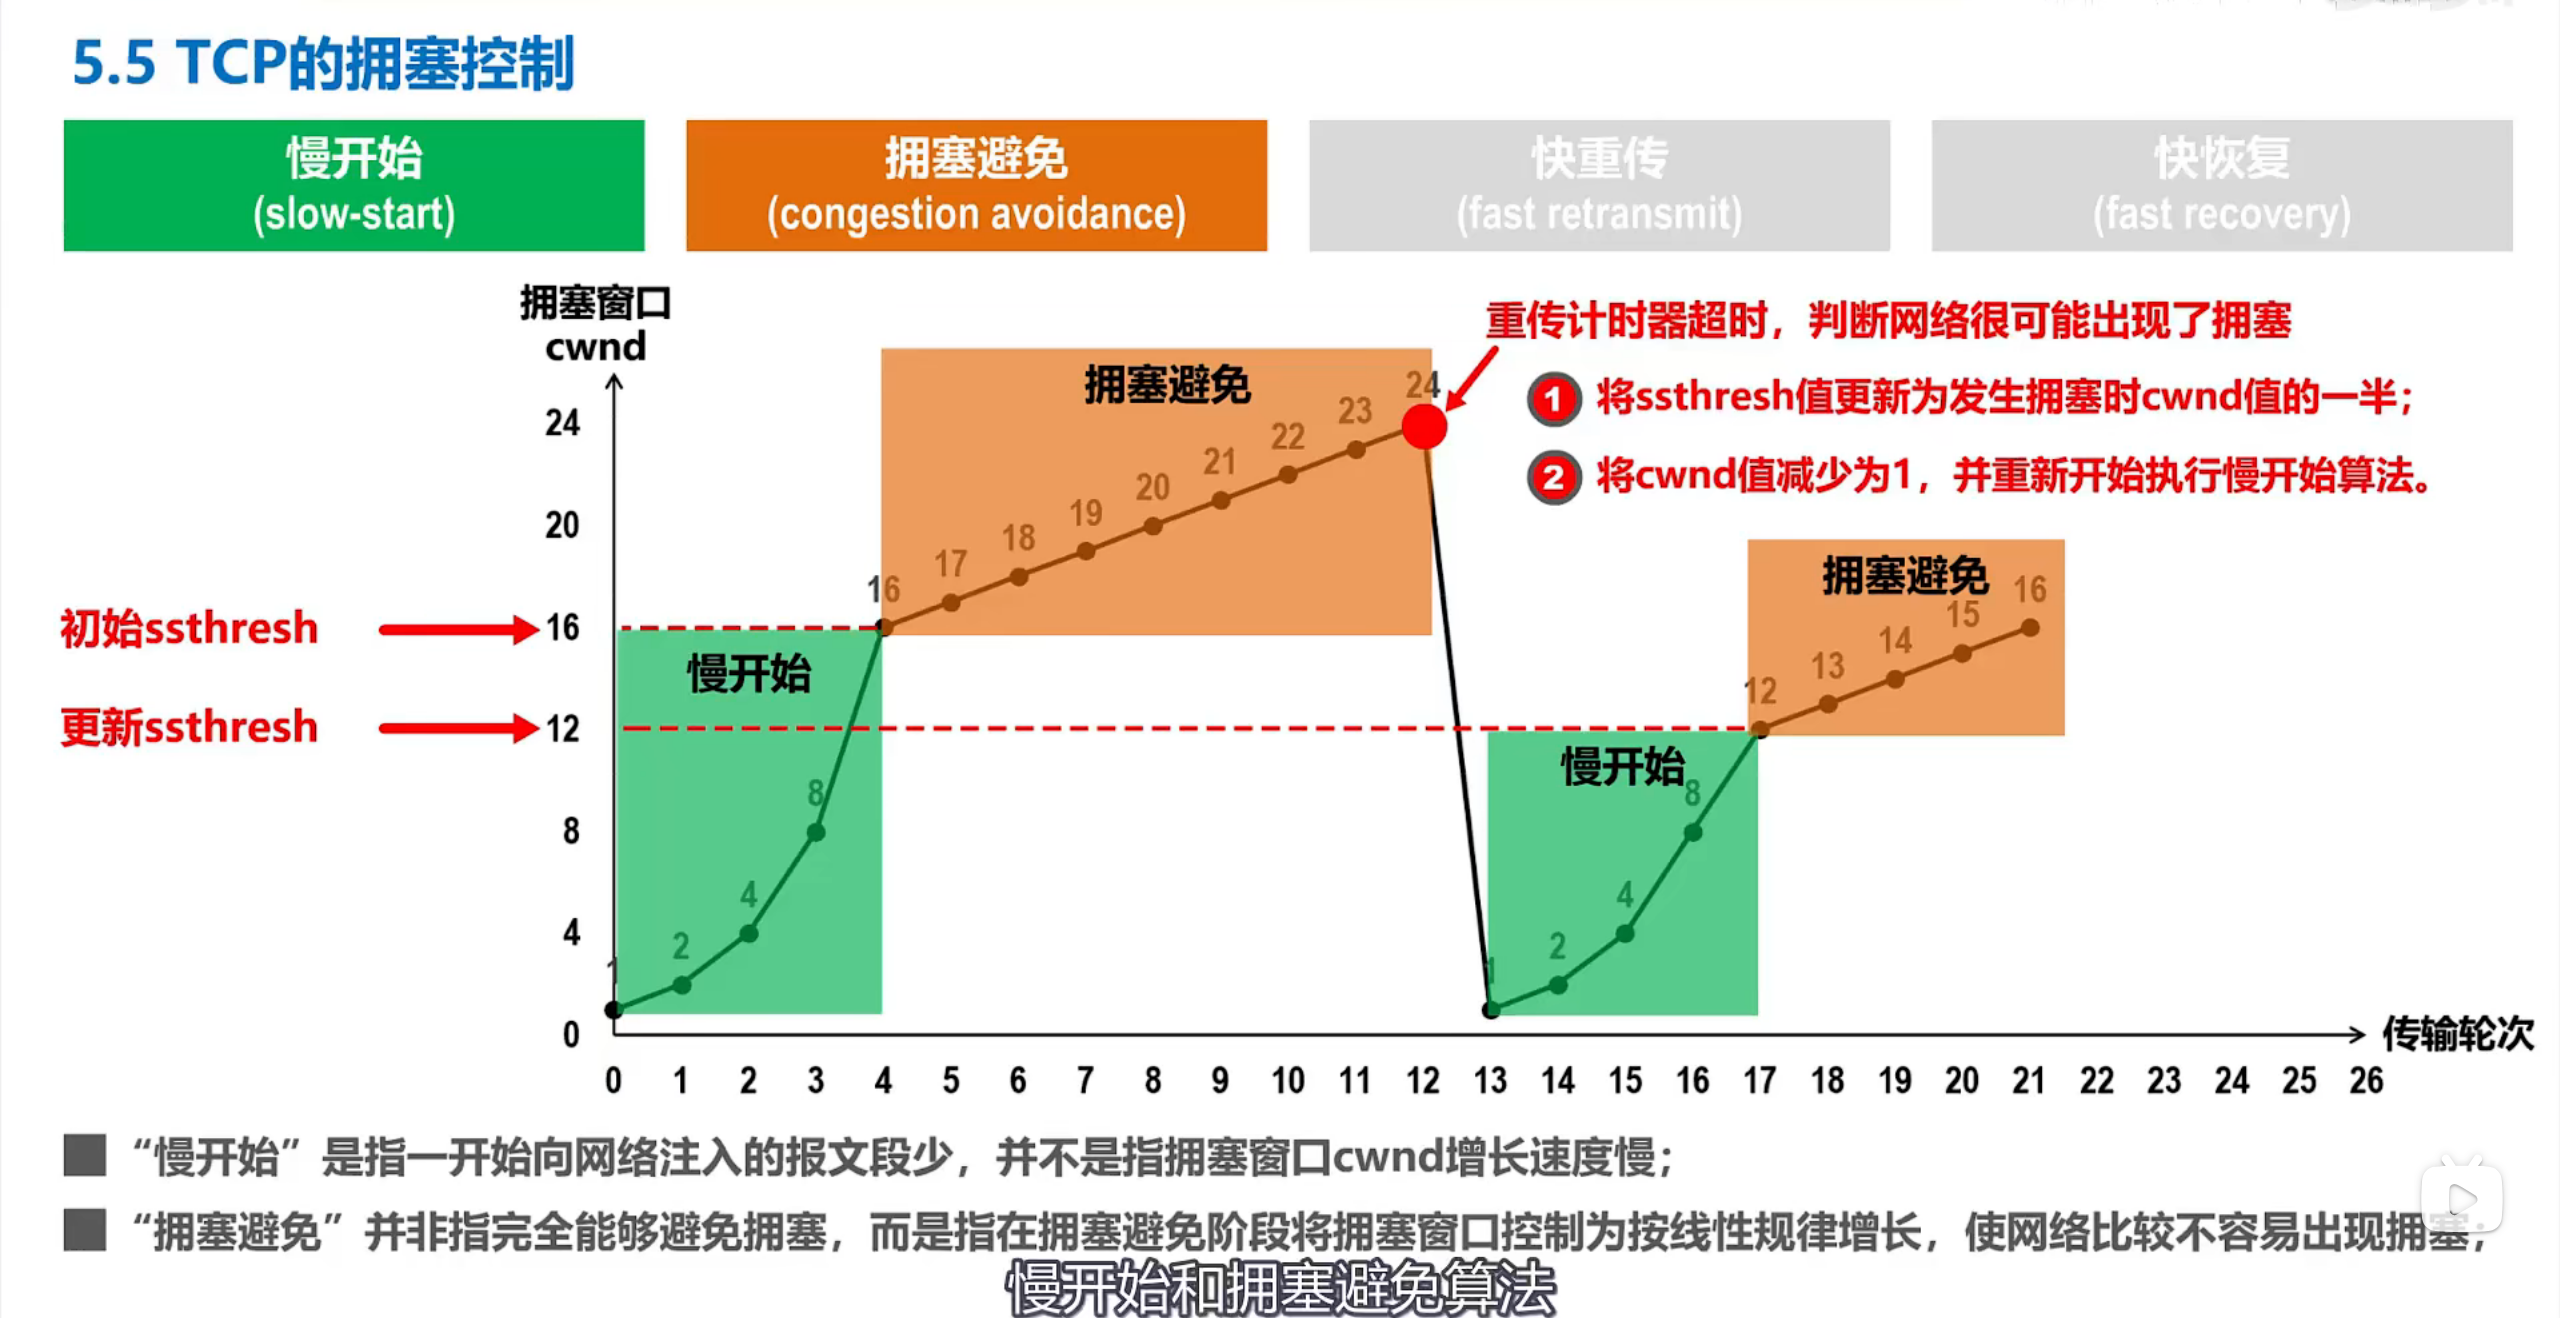 5.5 TCP的拥塞控制
慢开始
(slow-start)
拥塞避免
(congestion avoidance)
快重传
(fast retransmit)
快恢复
(fast recovery)
拥塞窗口
cwnd
重传计时器超时，判断网络很可能出现了拥塞
1 将ssthresh值更新为发生拥塞时cwnd值的一半；
2 将cwnd值减少为1，并重新开始执行慢开始算法。
24
20
16
12
8
4
0
初始ssthresh
更新ssthresh
慢开始
拥塞避免
慢开始
拥塞避免
1 2 4 8 16 17 18 19 20 21 22 23 24
1 2 4 8 12 13 14 15 16
0 1 2 3 4 5 6 7 8 9 10 11 12 13 14 15 16 17 18 19 20 21 22 23 24 25 26
传输轮次
“慢开始”是指一开始向网络注入的报文段少，并不是指拥塞窗口cwnd增长速度慢；
“拥塞避免”并非指完全能够避免拥塞，而是指在拥塞避免阶段将拥塞窗口控制为按线性规律增长，使网络比较不容易出现拥塞；
慢开始和拥塞避免算法